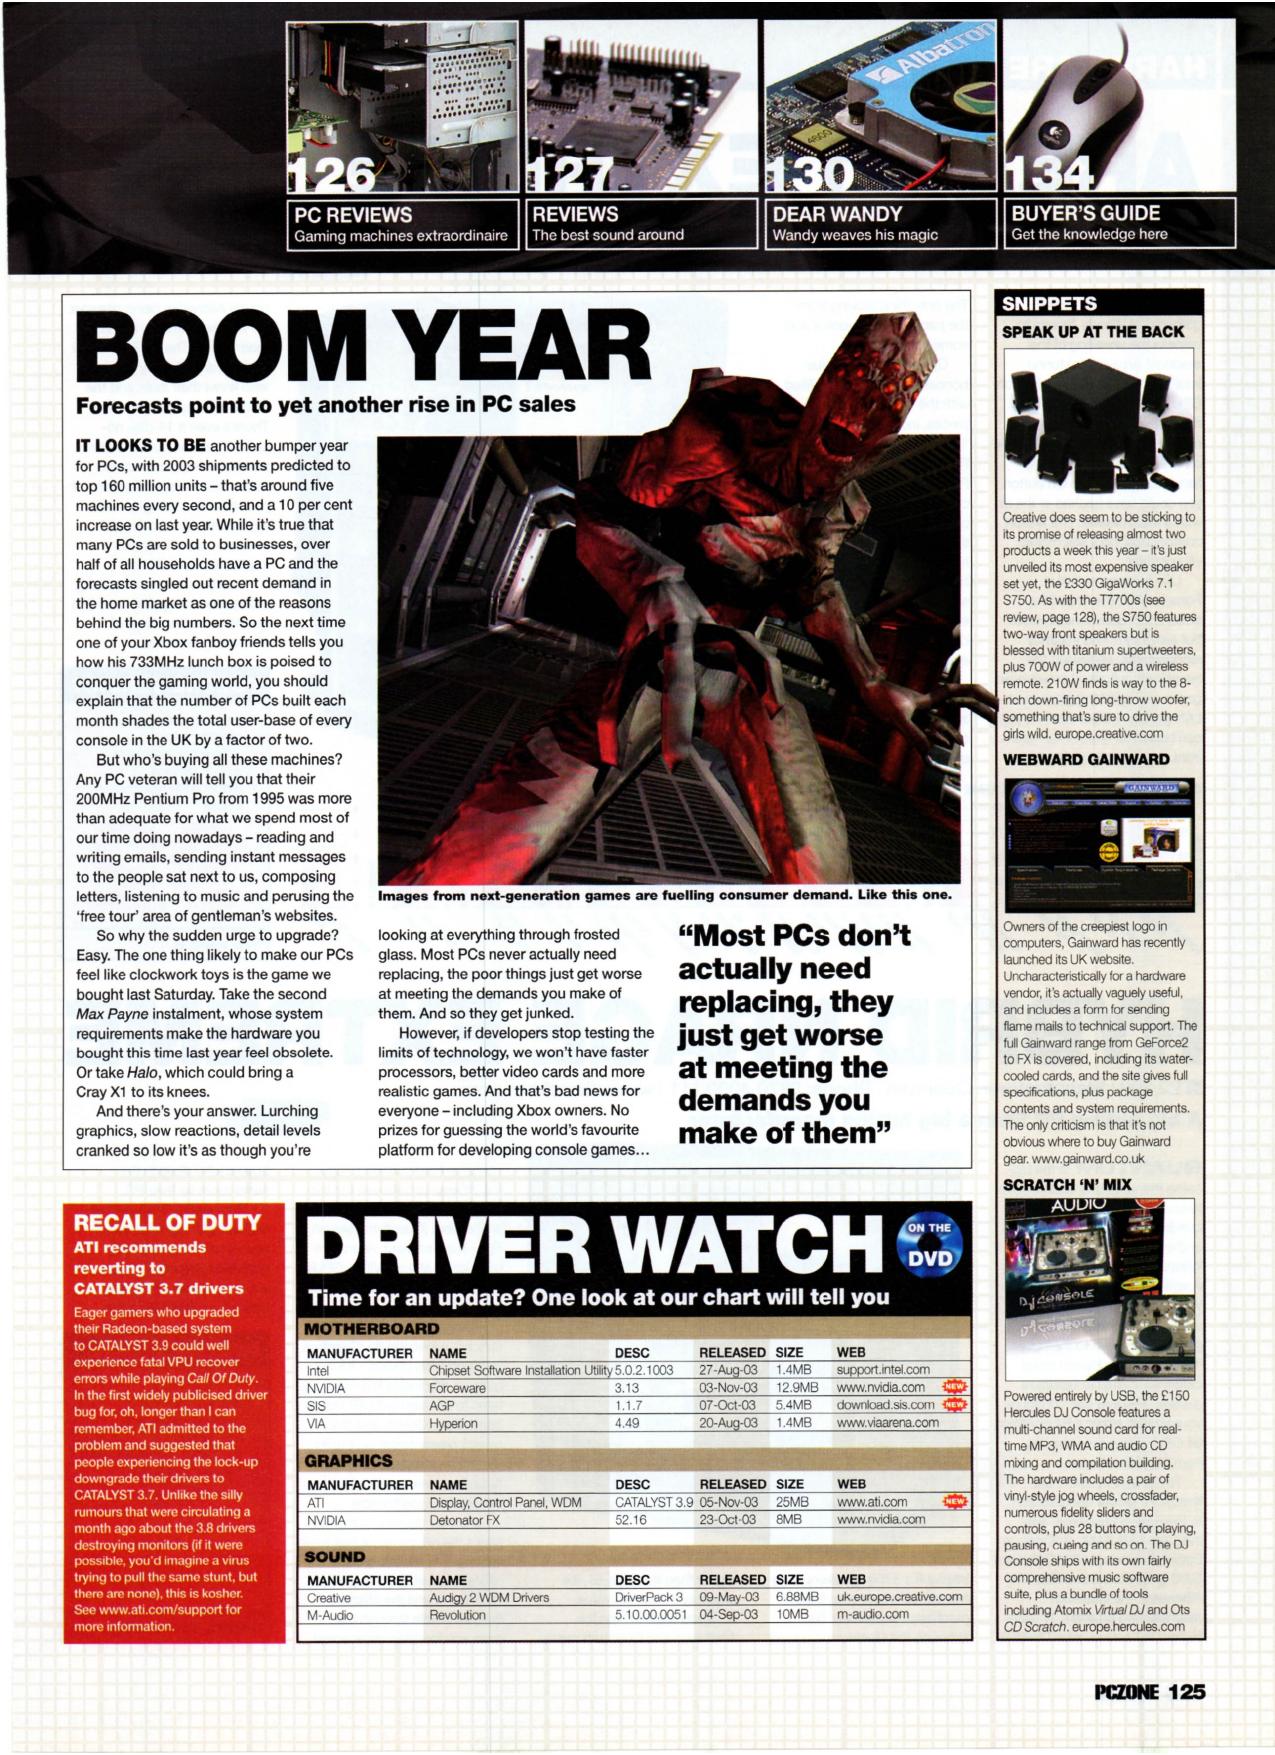 Albatron
4600
126
PC REVIEWS
Gaming machines extraordinaire
127
REVIEWS
The best sound around
130
DEAR WANDY
Wandy weaves his magic
134
BUYER'S GUIDE
Get the knowledge here
BOOM YEAR
Forecasts point to yet another rise in PC sales
IT LOOKS TO BE another bumper year
for PCs, with 2003 shipments predicted to
top 160 million units – that's around five
machines every second, and a 10 per cent
increase on last year. While it's true that
many PCs are sold to businesses, over
half of all households have a PC and the
forecasts singled out recent demand in
the home market as one of the reasons
behind the big numbers. So the next time
one of your Xbox fanboy friends tells you
how his 733MHz lunch box is poised to
conquer the gaming world, you should
explain that the number of PCs built each
month shades the total user-base of every
console in the UK by a factor of two.
But who's buying all these machines?
Any PC veteran will tell you that their
200MHz Pentium Pro from 1995 was more
than adequate for what we spend most of
our time doing nowadays – reading and
writing emails, sending instant messages
to the people sat next to us, composing
letters, listening to music and perusing the
'free tour' area of gentleman's websites.
So why the sudden urge to upgrade?
Easy. The one thing likely to make our PCs
feel like clockwork toys is the game we
bought last Saturday. Take the second
Max Payne instalment, whose system
requirements make the hardware you
bought this time last year feel obsolete.
Or take Halo, which could bring a
Cray X1 to its knees.
And there's your answer. Lurching
graphics, slow reactions, detail levels
cranked so low it's as though you're
Images from next-generation games are fuelling consumer demand. Like this one.
looking at everything through frosted
glass. Most PCs never actually need
replacing, the poor things just get worse
at meeting the demands you make of
them. And so they get junked.
However, if developers stop testing the
limits of technology, we won't have faster
processors, better video cards and more
realistic games. And that's bad news for
everyone – including Xbox owners. No
prizes for guessing the world's favourite
platform for developing console games...
"Most PCs don't
actually need
replacing, they
just get worse
at meeting the
demands you
make of them"
SNIPPETS
SPEAK UP AT THE BACK
Creative does seem to be sticking to
its promise of releasing almost two
products a week this year – it's just
unveiled its most expensive speaker
set yet, the £330 GigaWorks 7.1
S750. As with the T7700s (see
review, page 128), the S750 features
two-way front speakers but is
blessed with titanium supertweeters,
plus 700W of power and a wireless
remote. 210W finds is way to the 8-
inch down-firing long-throw woofer,
something that's sure to drive the
girls wild. europe.creative.com
WEBWARD GAINWARD
GAINWARD
Owners of the creepiest logo in
computers, Gainward has recently
launched its UK website.
Uncharacteristically for a hardware
vendor, it's actually vaguely useful,
and includes a form for sending
flame mails to technical support. The
full Gainward range from GeForce2
to FX is covered, including its water-
cooled cards, and the site gives full
specifications, plus package
contents and system requirements.
The only criticism is that it's not
obvious where to buy Gainward
gear. www.gainward.co.uk
SCRATCH 'N' MIX
AUDIO
DJ CONSOLE
Powered entirely by USB, the £150
Hercules DJ Console features a
multi-channel sound card for real-
time MP3, WMA and audio CD
mixing and compilation building.
The hardware includes a pair of
vinyl-style jog wheels, crossfader,
numerous fidelity sliders and
controls, plus 28 buttons for playing,
pausing, cueing and so on. The DJ
Console ships with its own fairly
comprehensive music software
suite, plus a bundle of tools
including Atomix Virtual DJ and Ots
CD Scratch. europe.hercules.com
RECALL OF DUTY
ATI recommends
reverting to
CATALYST 3.7 drivers
Eager gamers who upgraded
their Radeon-based system
to CATALYST 3.9 could well
experience fatal VPU recover
errors while playing Call Of Duty.
In the first widely publicised driver
bug for, oh, longer than I can
remember, ATI admitted to the
problem and suggested that
people experiencing the lock-up
downgrade their drivers to
CATALYST 3.7. Unlike the silly
rumours that were circulating a
month ago about the 3.8 drivers
destroying monitors (if it were
possible, you'd imagine a virus
trying to pull the same stunt, but
there are none), this is kosher.
See www.ati.com/support for
more information.
DRIVER WATCH
ON THE
DVD
Time for an update? One look at our chart will tell you
MOTHERBOARD
MANUFACTURER NAME DESC RELEASED SIZE WEB
Intel Chipset Software Installation Utility 5.0.2.1003 27-Aug-03 1.4MB support.intel.com
NVIDIA Forceware 3.13 03-Nov-03 12.9MB www.nvidia.com NEW
SIS AGP 1.1.7 07-Oct-03 5.4MB download.sis.com NEW
VIA Hyperion 4.49 20-Aug-03 1.4MB www.viaarena.com
GRAPHICS
MANUFACTURER NAME DESC RELEASED SIZE WEB
ATI Display, Control Panel, WDM CATALYST 3.9 05-Nov-03 25MB www.ati.com NEW
NVIDIA Detonator FX 52.16 23-Oct-03 8MB www.nvidia.com
SOUND
MANUFACTURER NAME DESC RELEASED SIZE WEB
Creative Audigy 2 WDM Drivers DriverPack 3 09-May-03 6.88MB uk.europe.creative.com
M-Audio Revolution 5.10.00.0051 04-Sep-03 10MB m-audio.com
PCZONE 125